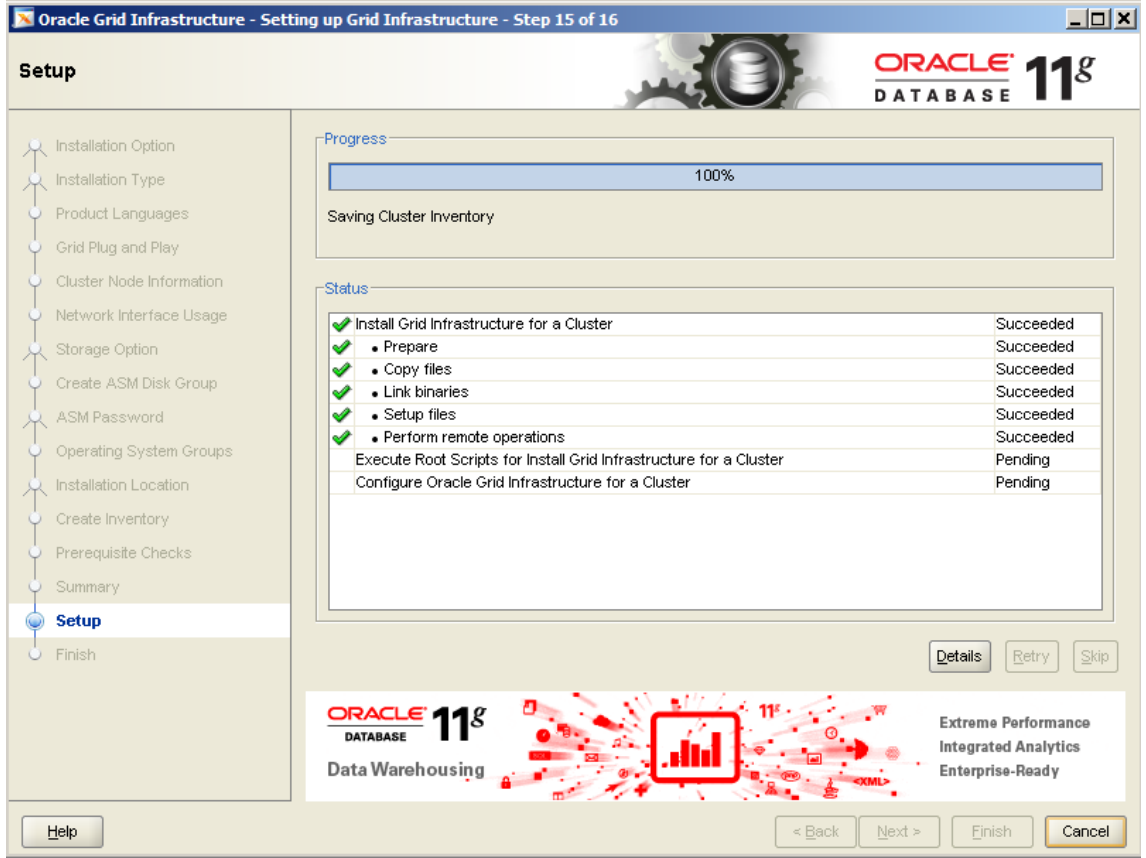 Oracle Grid Infrastructure - Setting up Grid Infrastructure - Step 15 of 16
Setup
ORACLE DATABASE 11g
Installation Option
Installation Type
Product Languages
Grid Plug and Play
Cluster Node Information
Network Interface Usage
Storage Option
Create ASM Disk Group
ASM Password
Operating System Groups
Installation Location
Create Inventory
Prerequisite Checks
Summary
Setup
Finish
Progress
100%
Saving Cluster Inventory
Status
Install Grid Infrastructure for a Cluster Succeeded
• Prepare Succeeded
• Copy files Succeeded
• Link binaries Succeeded
• Setup files Succeeded
• Perform remote operations Succeeded
Execute Root Scripts for Install Grid Infrastructure for a Cluster Pending
Configure Oracle Grid Infrastructure for a Cluster Pending
Details Retry Skip
ORACLE DATABASE 11g
Data Warehousing
11g
<XML>
Extreme Performance
Integrated Analytics
Enterprise-Ready
Help < Back Next > Finish Cancel